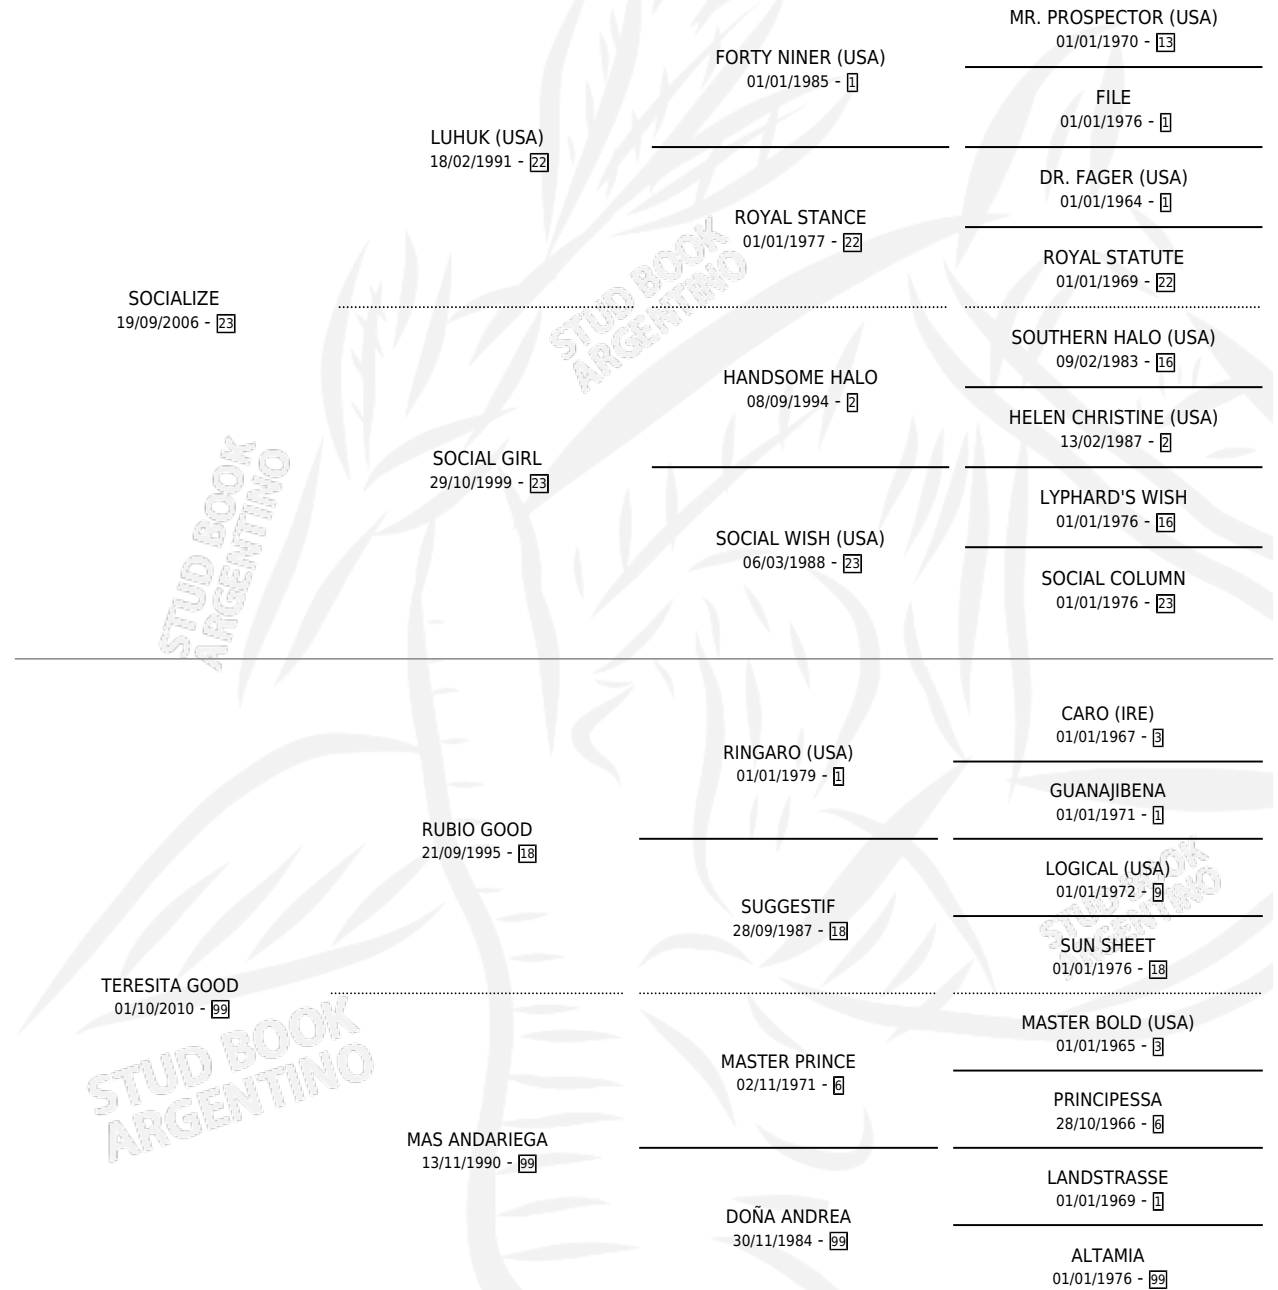 MR. PROSPECTOR (USA)
01/01/1970 - 13
FORTY NINER (USA)
01/01/1985 - 1
FILE
01/01/1976 - 1
LUHUK (USA)
18/02/1991 - 22
DR. FAGER (USA)
01/01/1964 - 1
ROYAL STANCE
01/01/1977 - 22
ROYAL STATUTE
01/01/1969 - 22
SOCIALIZE
19/09/2006 - 23
SOUTHERN HALO (USA)
09/02/1983 - 16
HANDSOME HALO
08/09/1994 - 2
HELEN CHRISTINE (USA)
13/02/1987 - 2
SOCIAL GIRL
29/10/1999 - 23
LYPHARD'S WISH
01/01/1976 - 16
SOCIAL WISH (USA)
06/03/1988 - 23
SOCIAL COLUMN
01/01/1976 - 23
CARO (IRE)
01/01/1967 - 3
RINGARO (USA)
01/01/1979 - 1
GUANAJIBENA
01/01/1971 - 1
RUBIO GOOD
21/09/1995 - 18
LOGICAL (USA)
01/01/1972 - 9
SUGGESTIF
28/09/1987 - 18
SUN SHEET
01/01/1976 - 18
TERESITA GOOD
01/10/2010 - 99
MASTER BOLD (USA)
01/01/1965 - 3
MASTER PRINCE
02/11/1971 - 6
PRINCIPESSA
28/10/1966 - 6
MAS ANDARIEGA
13/11/1990 - 99
LANDSTRASSE
01/01/1969 - 1
DOÑA ANDREA
30/11/1984 - 99
ALTAMIA
01/01/1976 - 99
STUD BOOK
ARGENTINO
STUD BOOK
ARGENTINO
STUD BOOK
ARGENTINO
STUD BOOK
ARGENTINO